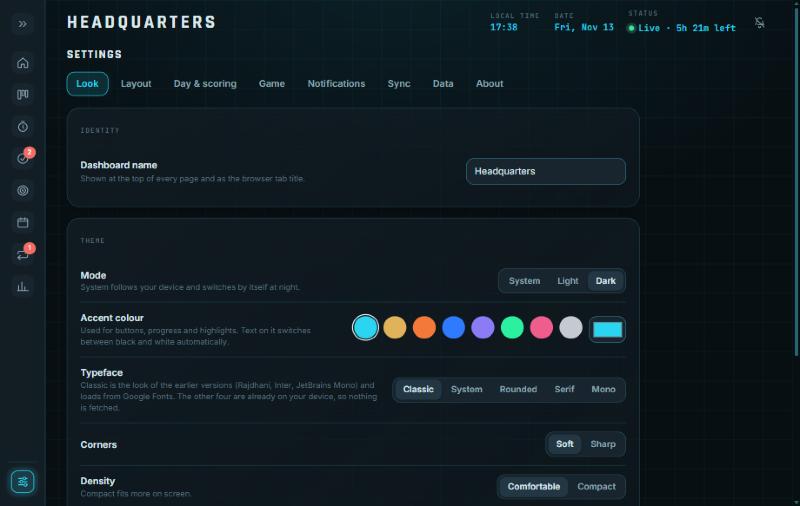 HEADQUARTERS
LOCAL TIME
17:38
DATE
Fri, Nov 13
STATUS
Live · 5h 21m left
SETTINGS
Look
Layout
Day & scoring
Game
Notifications
Sync
Data
About
2
1
IDENTITY
Dashboard name
Shown at the top of every page and as the browser tab title.
Headquarters
THEME
Mode
System follows your device and switches by itself at night.
System
Light
Dark
Accent colour
Used for buttons, progress and highlights. Text on it switches
between black and white automatically.
Typeface
Classic is the look of the earlier versions (Rajdhani, Inter, JetBrains Mono) and
loads from Google Fonts. The other four are already on your device, so nothing
is fetched.
Classic
System
Rounded
Serif
Mono
Corners
Soft
Sharp
Density
Compact fits more on screen.
Comfortable
Compact